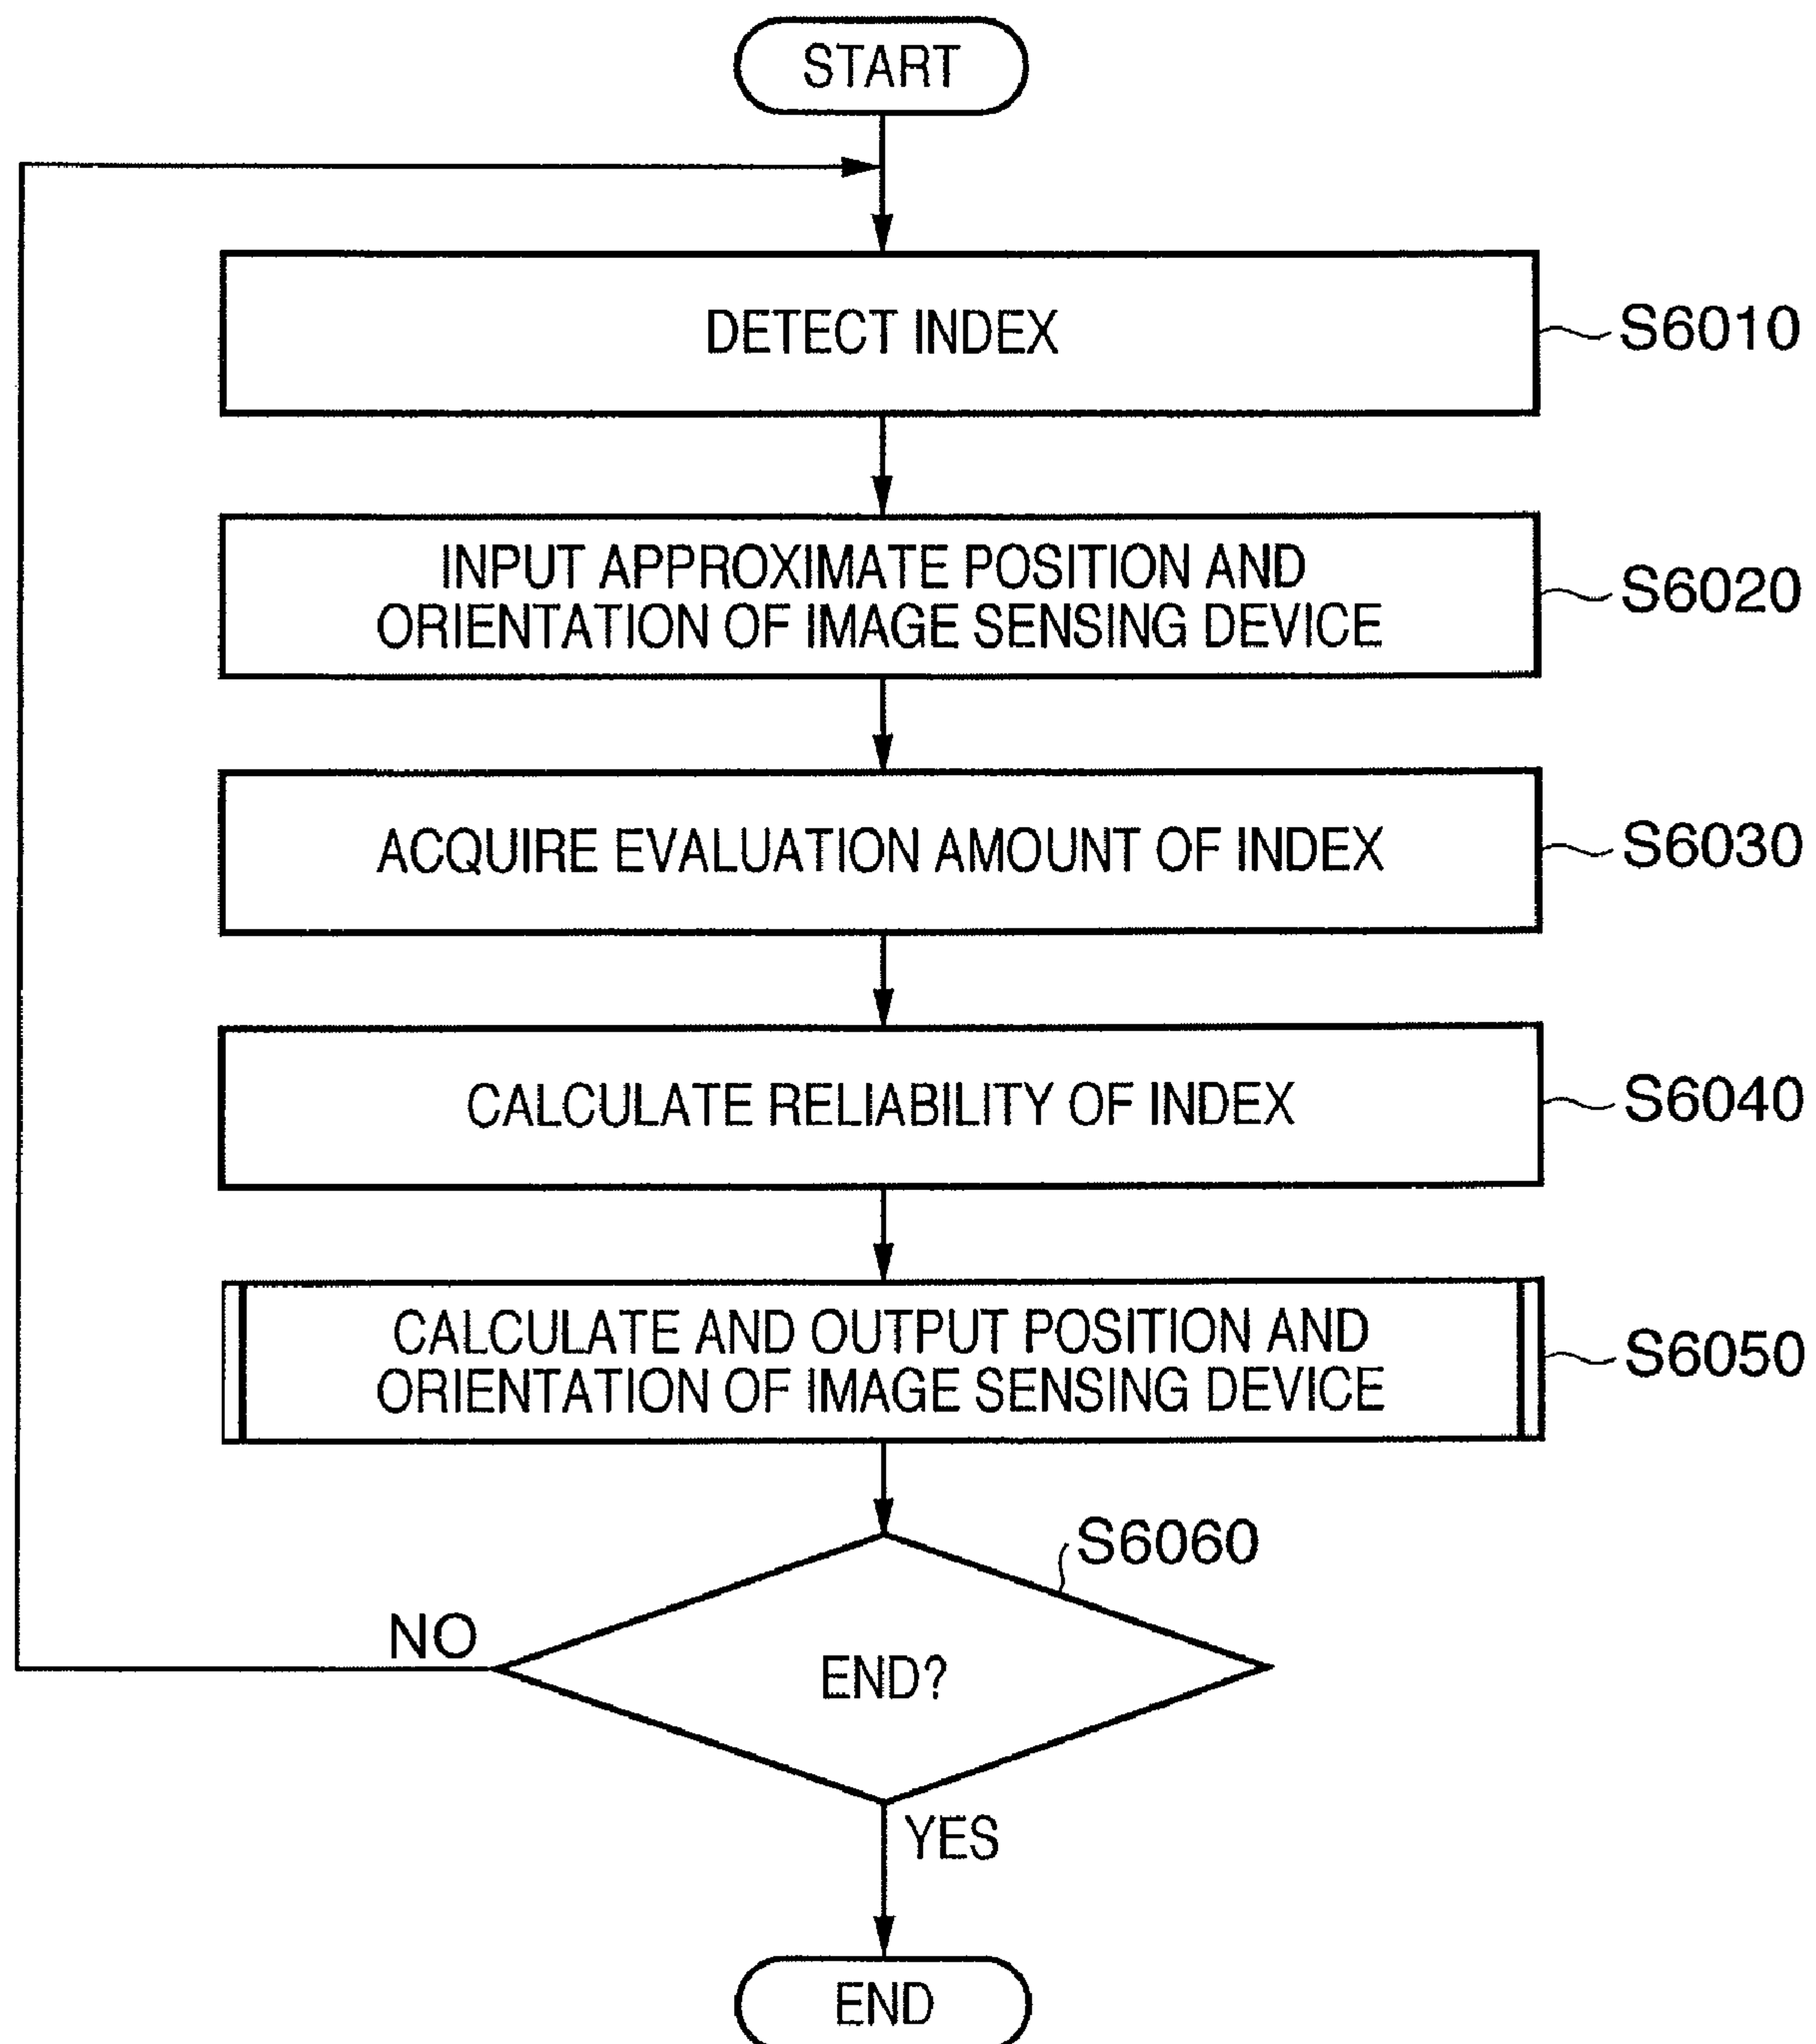 START
DETECT INDEX
S6010
INPUT APPROXIMATE POSITION AND
ORIENTATION OF IMAGE SENSING DEVICE
S6020
ACQUIRE EVALUATION AMOUNT OF INDEX
S6030
CALCULATE RELIABILITY OF INDEX
S6040
CALCULATE AND OUTPUT POSITION AND
ORIENTATION OF IMAGE SENSING DEVICE
S6050
S6060
NO
END?
YES
END